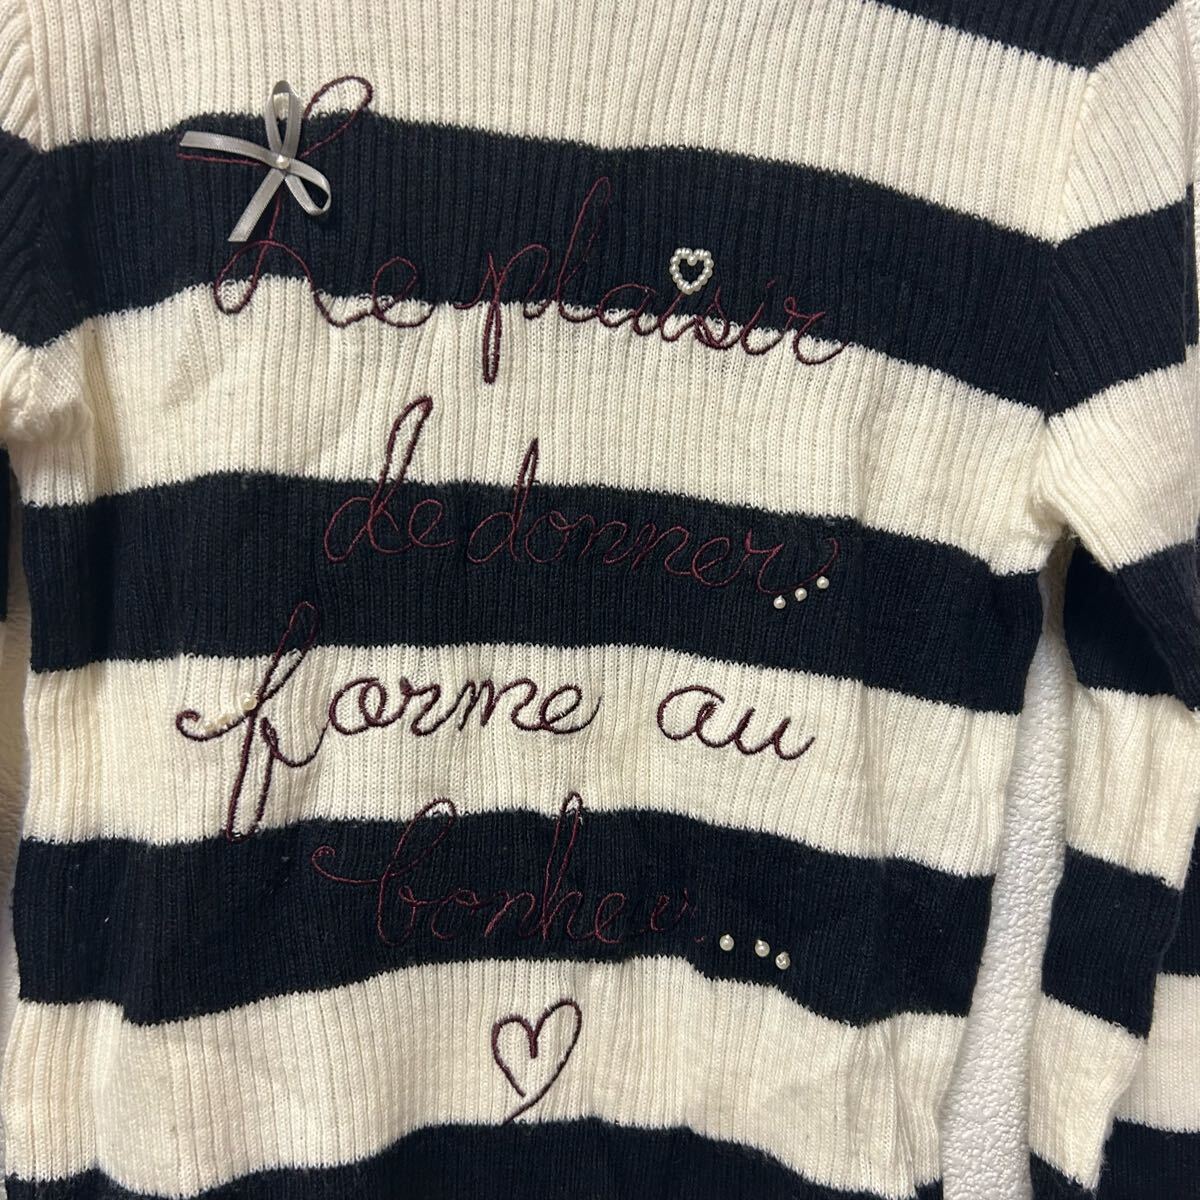 Le plaisir
de donner...
forme au
bonheur...